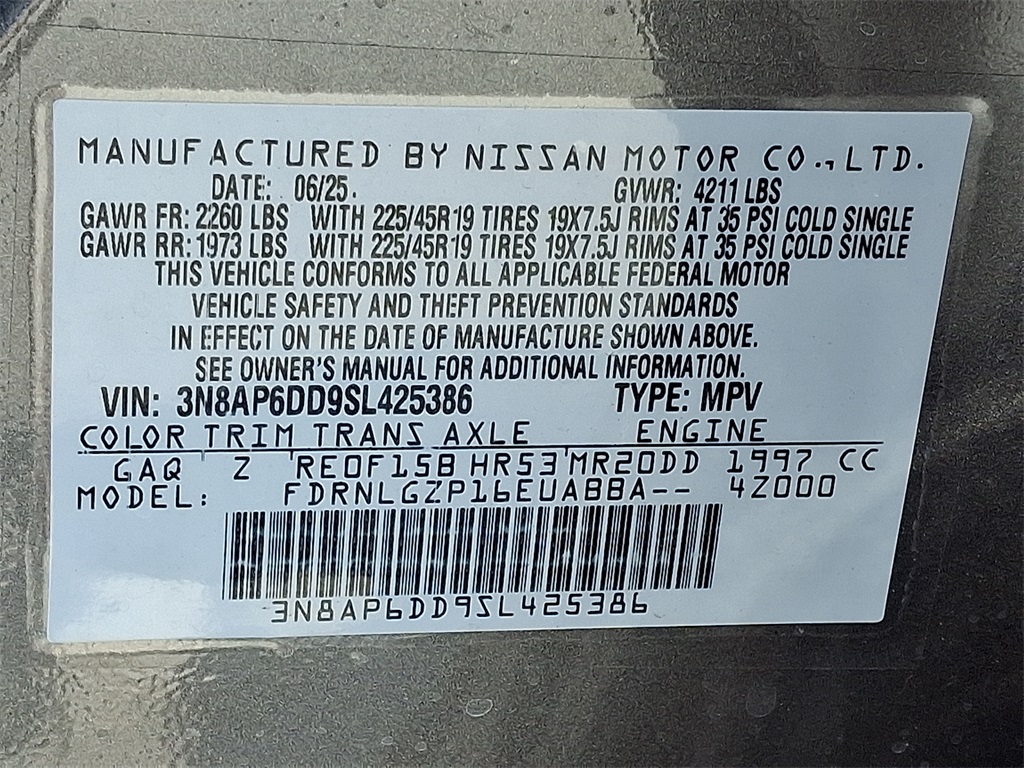 MANUFACTURED BY NISSAN MOTOR CO., LTD.
DATE: 06/25. GVWR: 4211 LBS
GAWR FR: 2260 LBS WITH 225/45R19 TIRES 19X7.5J RIMS AT 35 PSI COLD SINGLE
GAWR RR: 1973 LBS WITH 225/45R19 TIRES 19X7.5J RIMS AT 35 PSI COLD SINGLE
THIS VEHICLE CONFORMS TO ALL APPLICABLE FEDERAL MOTOR
VEHICLE SAFETY AND THEFT PREVENTION STANDARDS
IN EFFECT ON THE DATE OF MANUFACTURE SHOWN ABOVE.
SEE OWNER'S MANUAL FOR ADDITIONAL INFORMATION.
VIN: 3N8AP6DD9SL425386 TYPE: MPV
COLOR TRIM TRANS AXLE ENGINE
GAQ Z RE0F15B HR53 MR20DD 1997 CC
MODEL: FDRNLGZP16EUABBA-- 42000
3N8AP6DD9SL425386